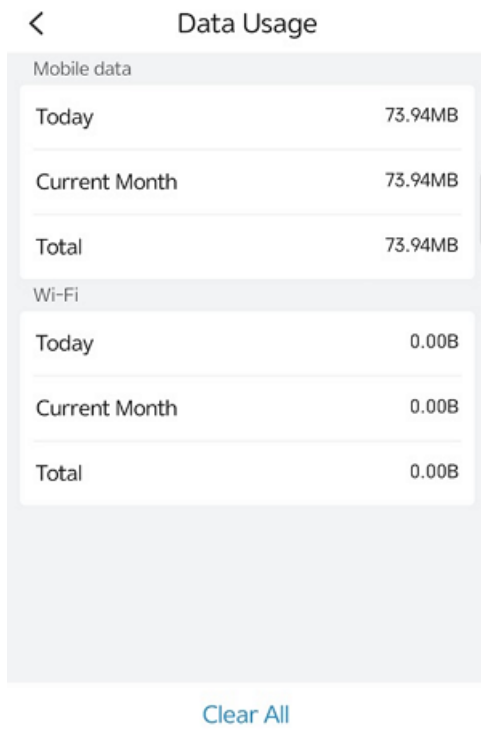 Data Usage
Mobile data
Today 73.94MB
Current Month 73.94MB
Total 73.94MB
Wi-Fi
Today 0.00B
Current Month 0.00B
Total 0.00B
Clear All